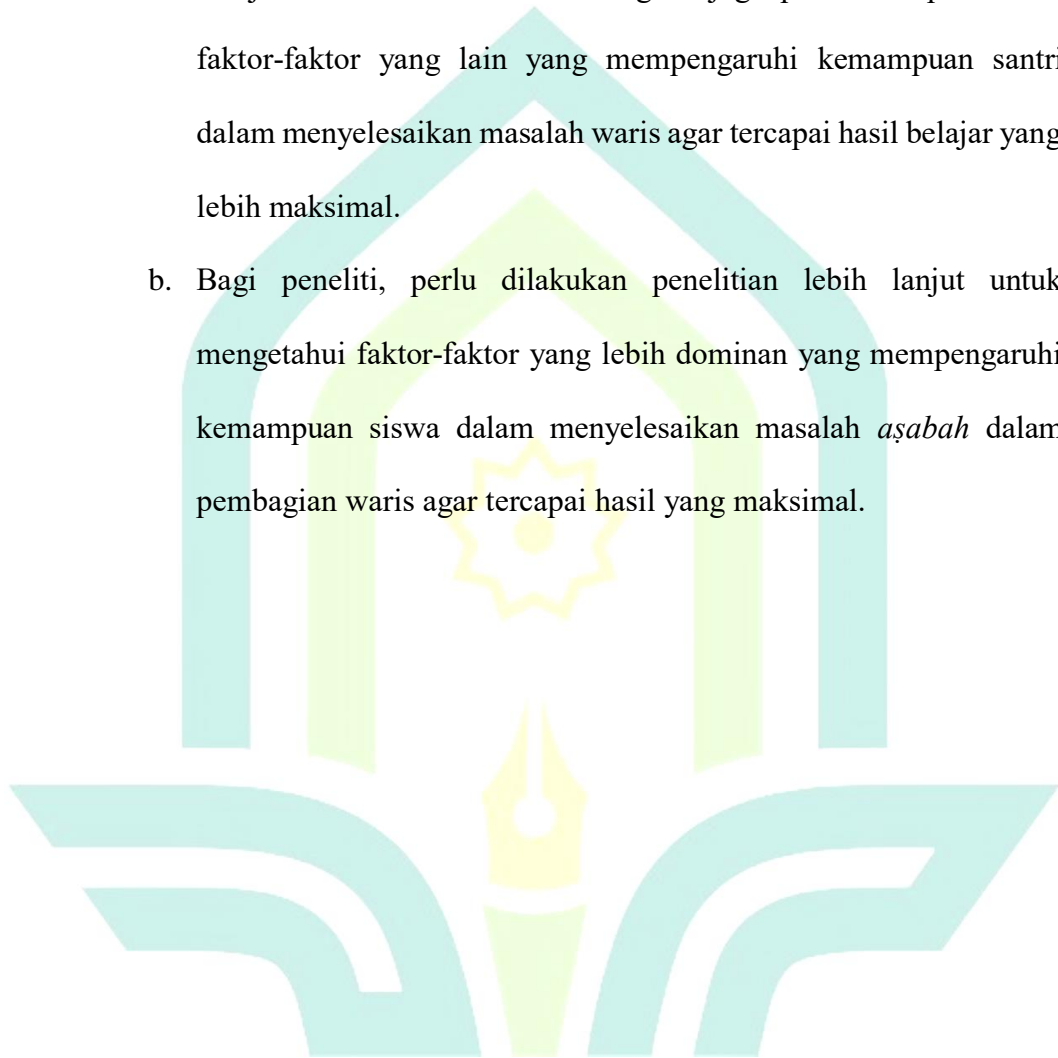 faktor-faktor yang lain yang mempengaruhi kemampuan santri
dalam menyelesaikan masalah waris agar tercapai hasil belajar yang
lebih maksimal.
b. Bagi peneliti, perlu dilakukan penelitian lebih lanjut untuk
mengetahui faktor-faktor yang lebih dominan yang mempengaruhi
kemampuan siswa dalam menyelesaikan masalah aṣabah dalam
pembagian waris agar tercapai hasil yang maksimal.